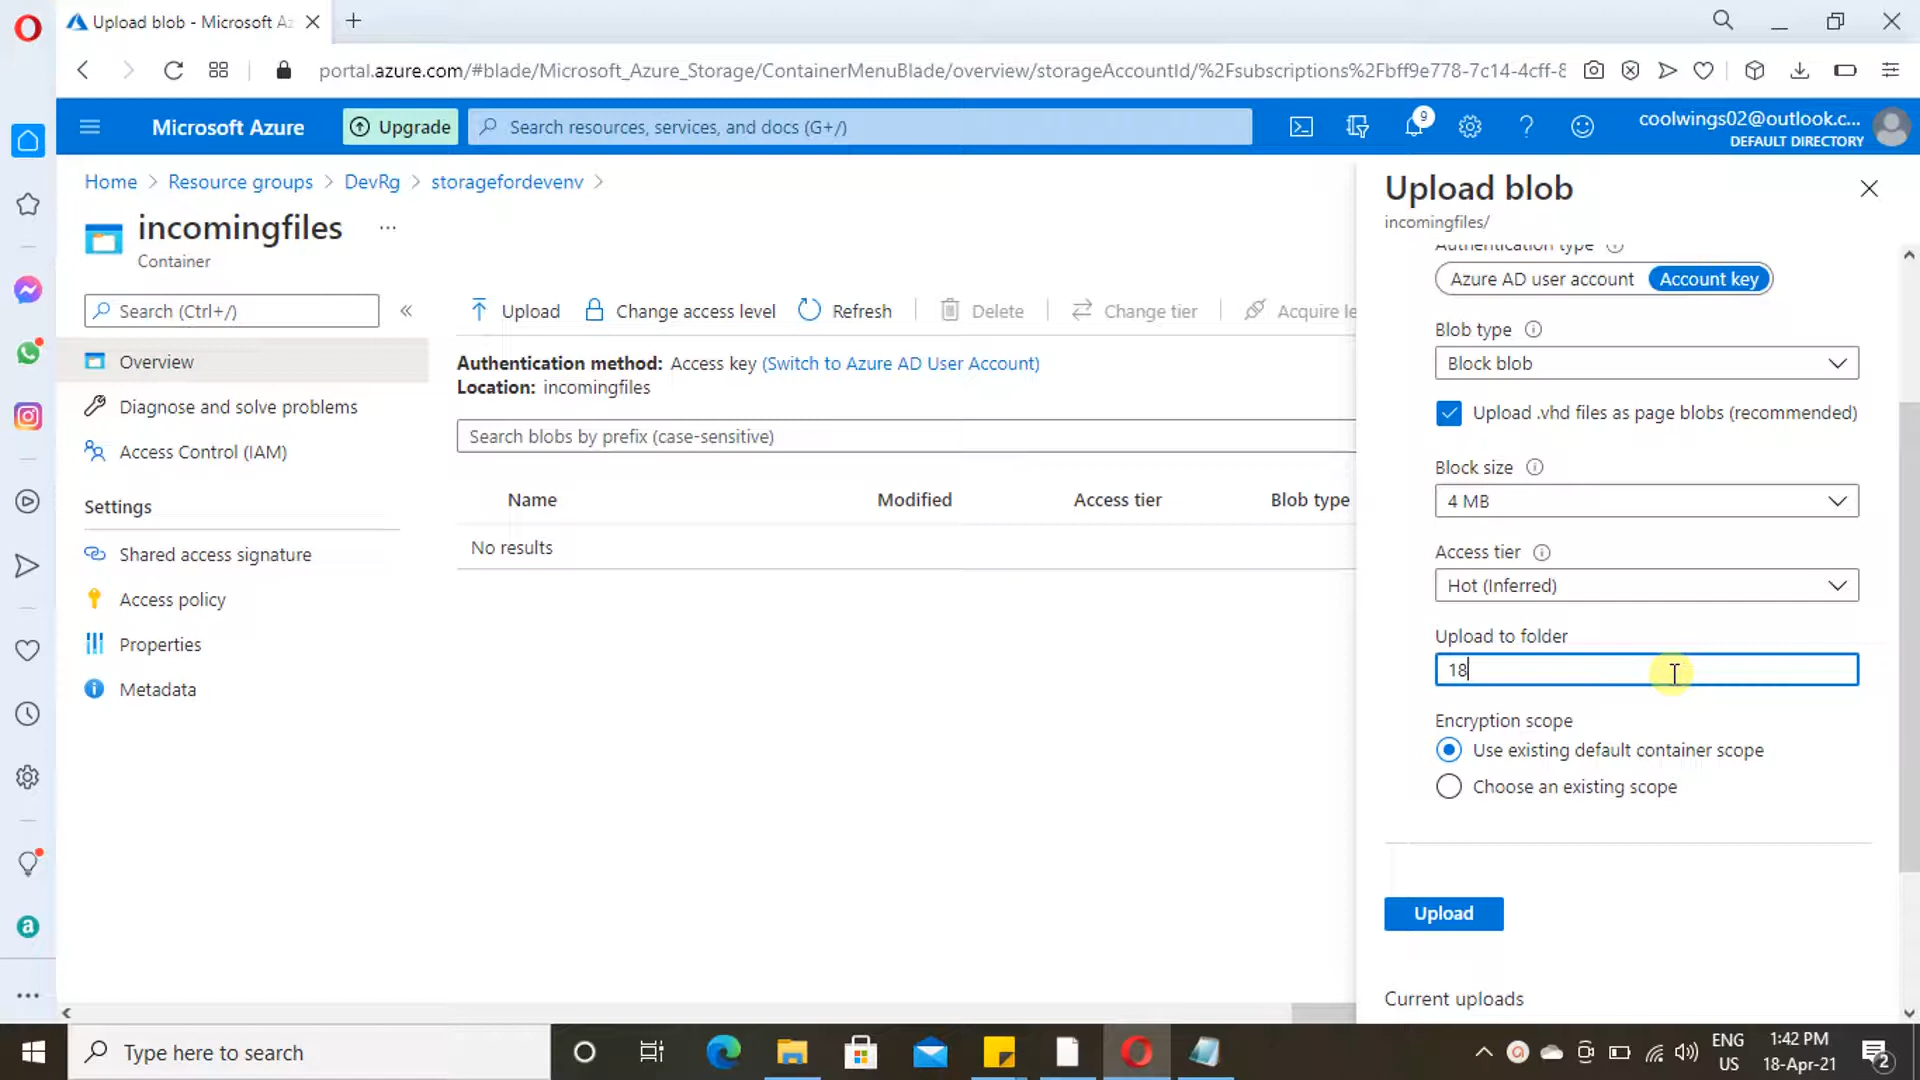 Upload blob - Microsoft Az
portal.azure.com/#blade/Microsoft_Azure_Storage/ContainerMenuBlade/overview/storageAccountId/%2Fsubscriptions%2Fbff9e778-7c14-4cff-8
Microsoft Azure
Upgrade
Search resources, services, and docs (G+/)
9
coolwings02@outlook.c...
DEFAULT DIRECTORY
Home > Resource groups > DevRg > storagefordevenv >
incomingfiles ...
Container
Search (Ctrl+/)
«
Overview
Diagnose and solve problems
Access Control (IAM)
Settings
Shared access signature
Access policy
Properties
Metadata
Upload
Change access level
Refresh
Delete
Change tier
Acquire le
Authentication method: Access key (Switch to Azure AD User Account)
Location: incomingfiles
Search blobs by prefix (case-sensitive)
Name Modified Access tier Blob type
No results
Upload blob
incomingfiles/
Authentication type
Azure AD user account Account key
Blob type
Block blob
Upload .vhd files as page blobs (recommended)
Block size
4 MB
Access tier
Hot (Inferred)
Upload to folder
18
Encryption scope
Use existing default container scope
Choose an existing scope
Upload
Current uploads
Type here to search
ENG
US
1:42 PM
18-Apr-21
2